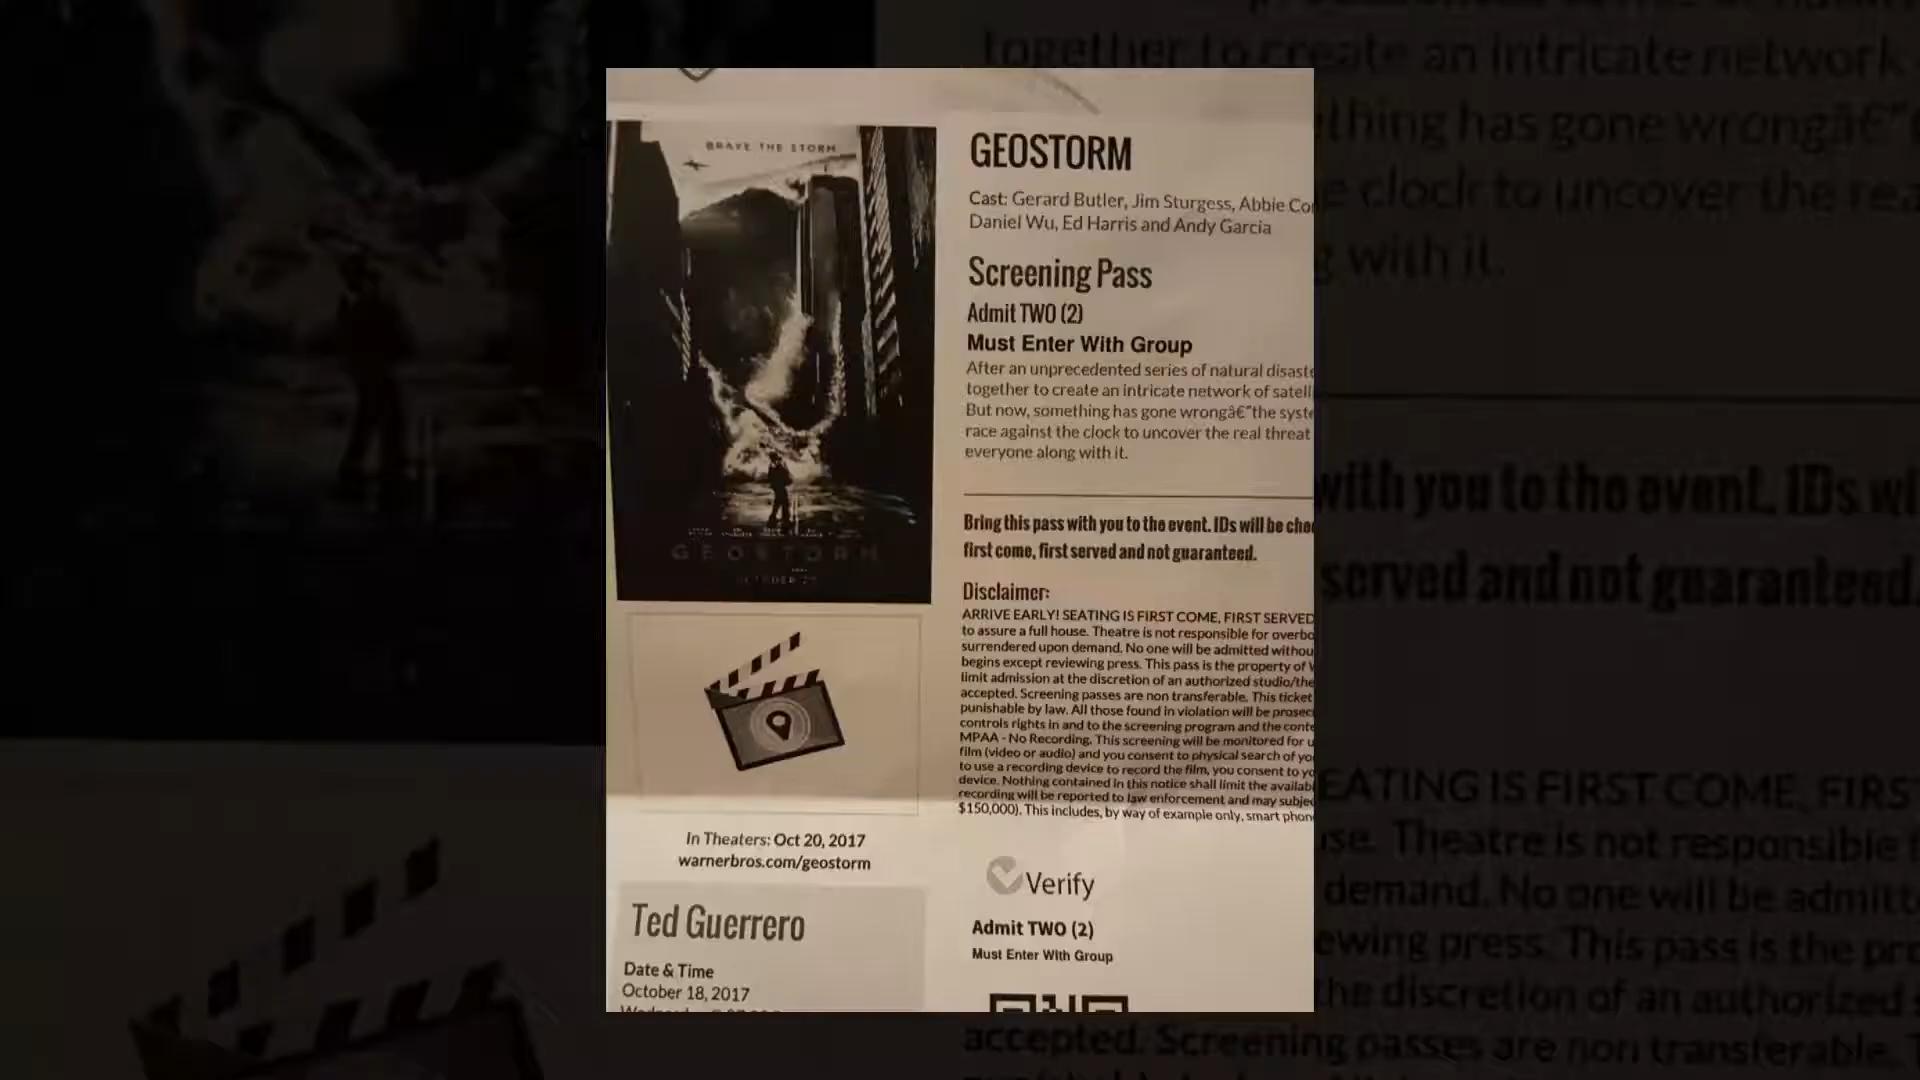 BRAVE THE STORM
GEOSTORM
GEOSTORM
Cast: Gerard Butler, Jim Sturgess, Abbie Co
Daniel Wu, Ed Harris and Andy Garcia
Screening Pass
Admit TWO (2)
Must Enter With Group
After an unprecedented series of natural disaste
together to create an intricate network of satelli
But now, something has gone wrongâ€”the syste
race against the clock to uncover the real threat
everyone along with it.
Bring this pass with you to the event. IDs will be che
first come, first served and not guaranteed.
Disclaimer:
ARRIVE EARLY! SEATING IS FIRST COME, FIRST SERVED
to assure a full house. Theatre is not responsible for overbo
surrendered upon demand. No one will be admitted withou
begins except reviewing press. This pass is the property of
limit admission at the discretion of an authorized studio/the
accepted. Screening passes are non transferable. This ticket
punishable by law. All those found in violation will be prosec
controls rights in and to the screening program and the conte
MPAA - No Recording. This screening will be monitored for u
film (video or audio) and you consent to physical search of yo
to use a recording device to record the film, you consent to yo
device. Nothing contained in this notice shall limit the availabi
recording will be reported to law enforcement and may subjec
$150,000). This includes, by way of example only, smart phon
In Theaters: Oct 20, 2017
warnerbros.com/geostorm
Ted Guerrero
Date & Time
October 18, 2017
Verify
Admit TWO (2)
Must Enter With Group
together to create an intricate network
thing has gone wrongâ€”
clock to uncover the rea
with it.
with you to the event. IDs wi
served and not guaranteed.
EATING IS FIRST COME, FIRS
use. Theatre is not responsible f
demand. No one will be admitt
ewing press. This pass is the pro
the discretion of an authorized
accepted. Screening passes are non transferable.